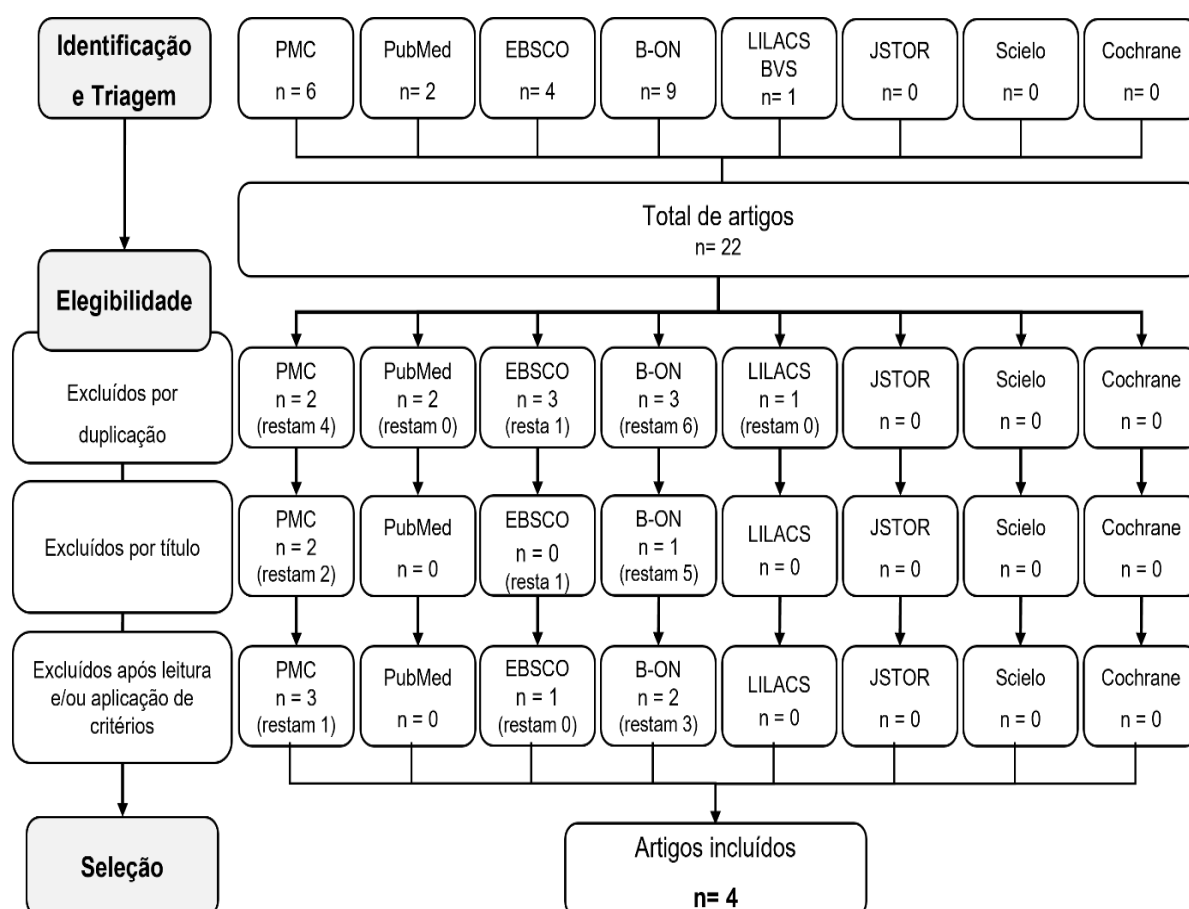 Identificação
e Triagem
PMC
n = 6
PubMed
n= 2
EBSCO
n= 4
B-ON
n= 9
LILACS
BVS
n= 1
JSTOR
n= 0
Scielo
n= 0
Cochrane
n= 0
Total de artigos
n= 22
Elegibilidade
Excluídos por
duplicação
PMC
n = 2
(restam 4)
PubMed
n = 2
(restam 0)
EBSCO
n = 3
(resta 1)
B-ON
n = 3
(restam 6)
LILACS
n = 1
(restam 0)
JSTOR
n = 0
Scielo
n = 0
Cochrane
n = 0
Excluídos por título
PMC
n = 2
(restam 2)
PubMed
n = 0
EBSCO
n = 0
(resta 1)
B-ON
n = 1
(restam 5)
LILACS
n = 0
JSTOR
n = 0
Scielo
n = 0
Cochrane
n = 0
Excluídos após leitura
e/ou aplicação de
critérios
PMC
n = 3
(restam 1)
PubMed
n = 0
EBSCO
n = 1
(restam 0)
B-ON
n = 2
(restam 3)
LILACS
n = 0
JSTOR
n = 0
Scielo
n = 0
Cochrane
n = 0
Seleção
Artigos incluídos
n= 4